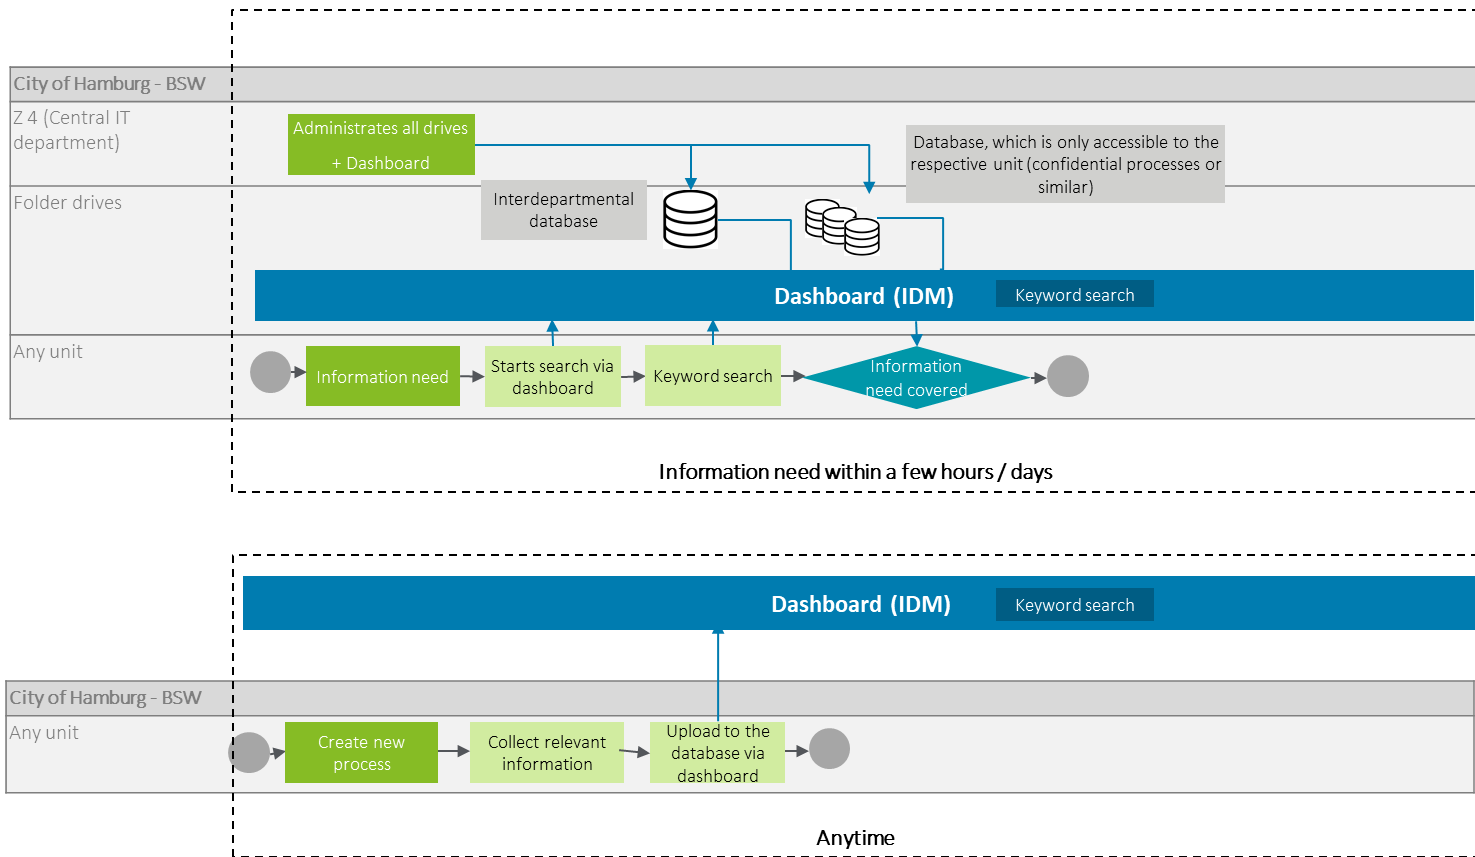 City of Hamburg - BSW
Z 4 (Central IT
department)
Administrates all drives
+ Dashboard
Database, which is only accessible to the
respective unit (confidential processes or
similar)
Folder drives
Interdepartmental
database
Dashboard (IDM)
Keyword search
Any unit
Information need
Starts search via
dashboard
Keyword search
Information
need covered
Information need within a few hours / days
Dashboard (IDM)
Keyword search
City of Hamburg - BSW
Any unit
Create new
process
Collect relevant
information
Upload to the
database via
dashboard
Anytime